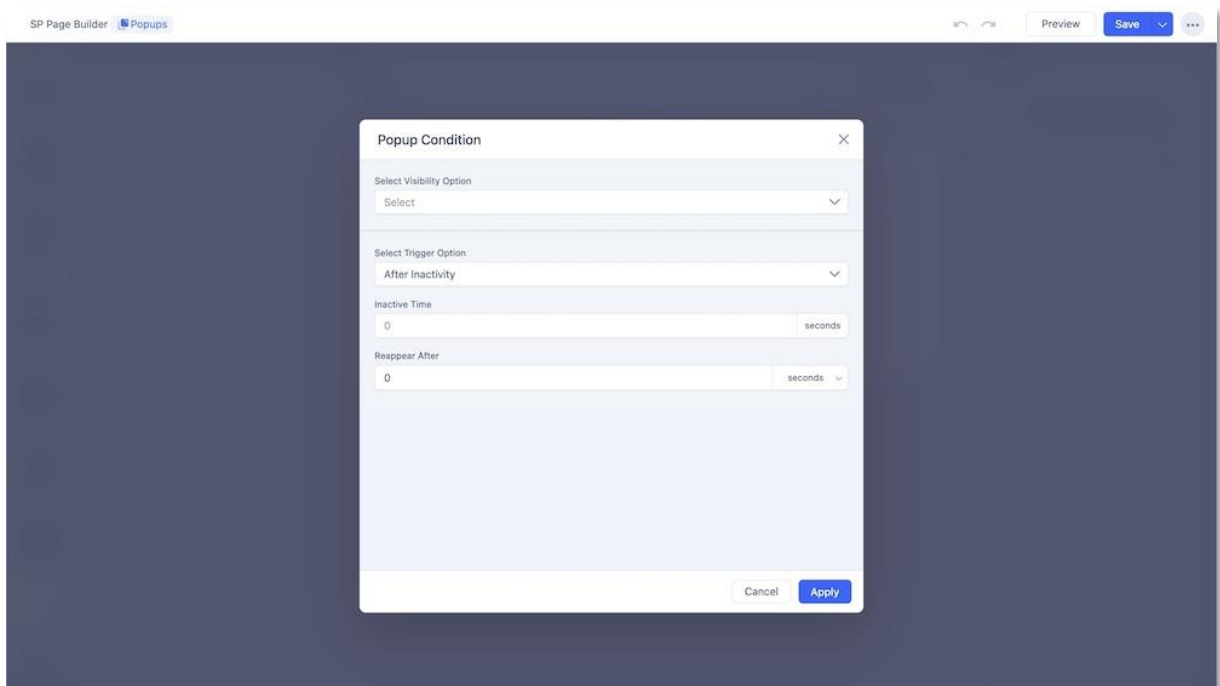 SP Page Builder Popups Preview Save
Popup Condition
Select Visibility Option
Select
Select Trigger Option
After Inactivity
Inactive Time
0 seconds
Reappear After
0 seconds
Cancel Apply